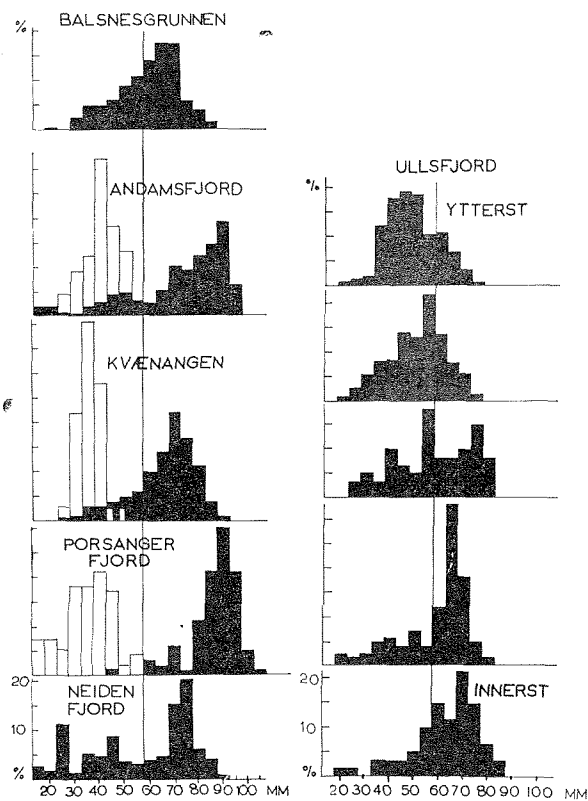 BALSNESGRUNNEN
%
ANDAMSFJORD
KVÆNANGEN
PORSANGER
FJORD
20
NEIDEN
FJORD
10
%
20 30 40 50 60 70 80 90 100 MM
ULLSFJORD
%
YTTERST
20
INNERST
10
%
20 30 40 50 60 70 80 90 100 MM